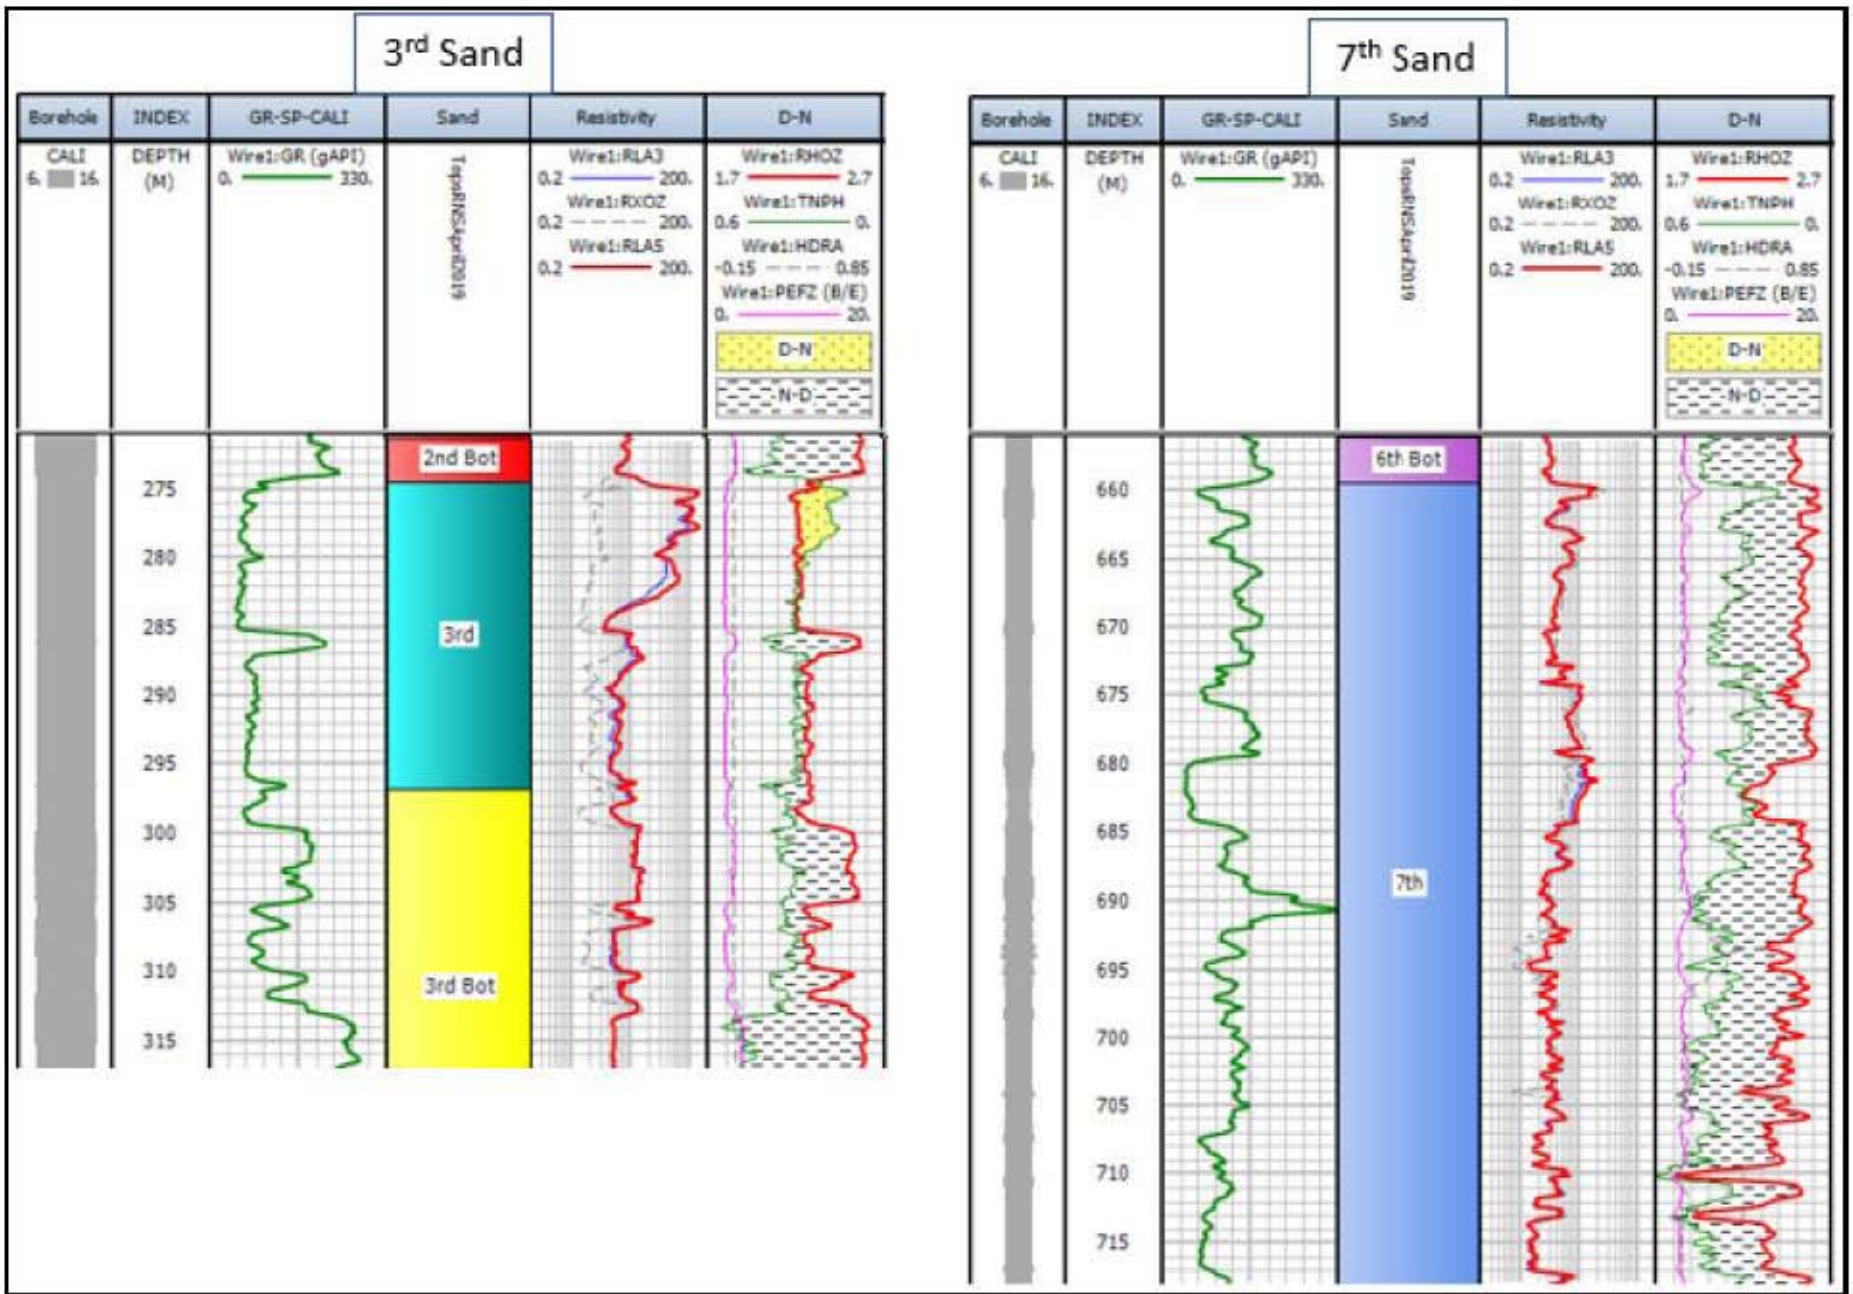 3rd Sand
Borehole INDEX GR-SP-CALI Sand Resistivity D-N
CALI DEPTH Wire1:GR (gAPI) TopsRNSApril2019 Wire1:RLA3 Wire1:RHOZ
6. 16. (M) 0. 330. 0.2 200. 1.7 2.7
Wire1:RXOZ Wire1:TNPH
0.2 200. 0.6 0.
Wire1:RLA5 Wire1:HDRA
0.2 200. -0.15 0.85
Wire1:PEFZ (B/E)
0. 20.
D-N
N-D
2nd Bot
275
280
285
3rd
290
295
300
305
310
3rd Bot
315
7th Sand
Borehole INDEX GR-SP-CALI Sand Resistivity D-N
CALI DEPTH Wire1:GR (gAPI) TopsRNSApril2019 Wire1:RLA3 Wire1:RHOZ
6. 16. (M) 0. 330. 0.2 200. 1.7 2.7
Wire1:RXOZ Wire1:TNPH
0.2 200. 0.6 0.
Wire1:RLA5 Wire1:HDRA
0.2 200. -0.15 0.85
Wire1:PEFZ (B/E)
0. 20.
D-N
N-D
6th Bot
660
665
670
675
680
685
7th
690
695
700
705
710
715